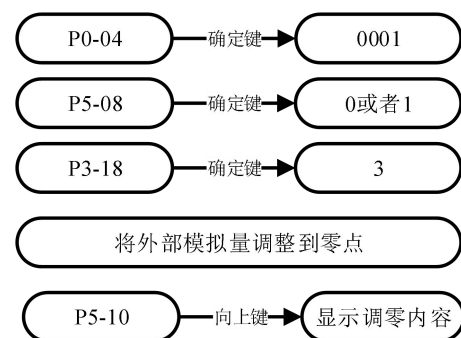 P0-04 确定键 0001
P5-08 确定键 0或者1
P3-18 确定键 3
将外部模拟量调整到零点
P5-10 向上键 显示调零内容